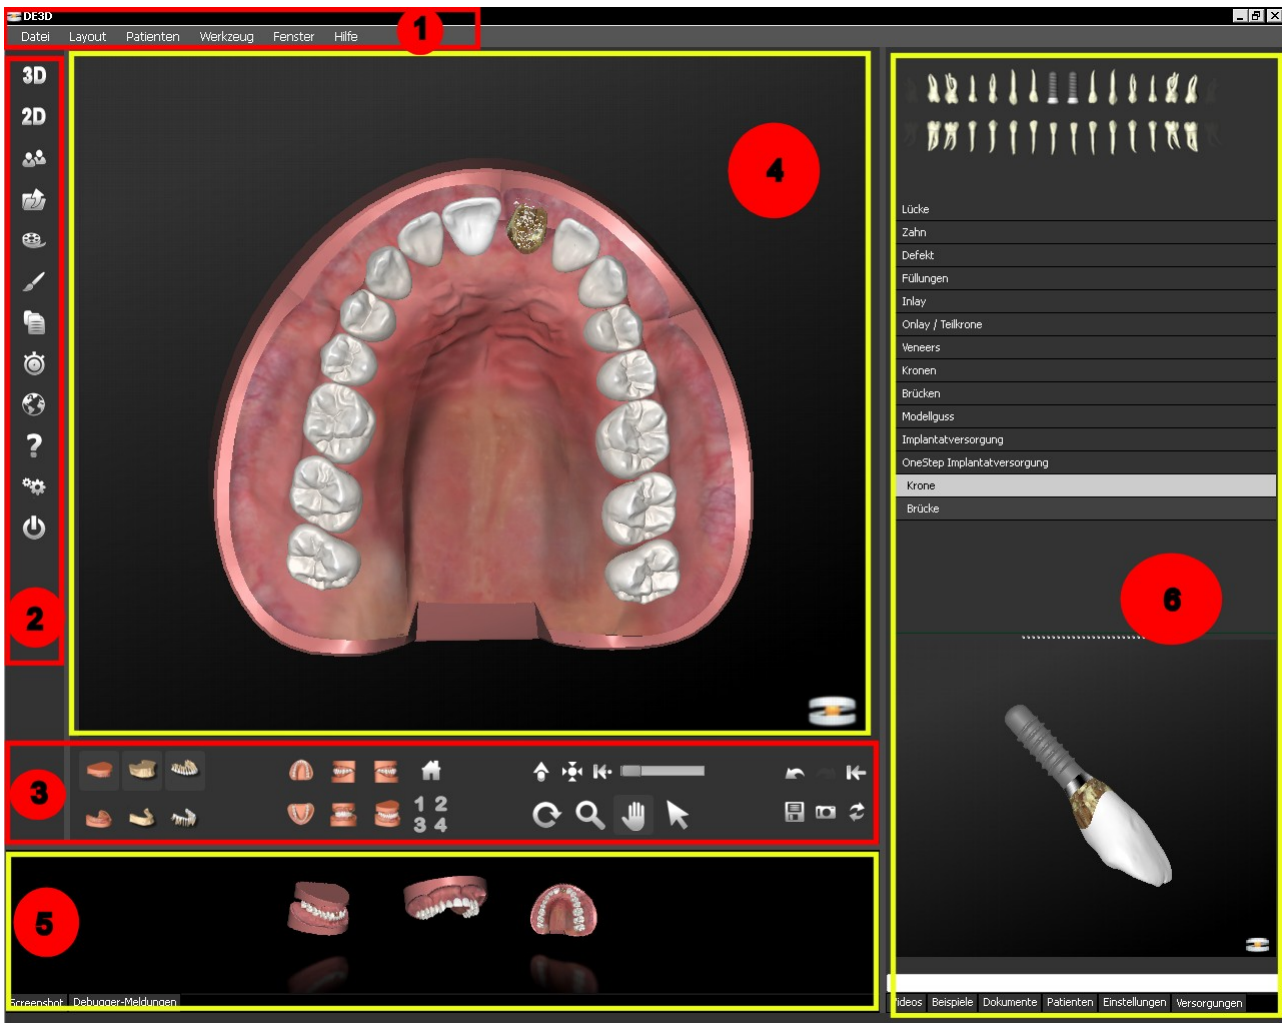 DE3D
Datei Layout Patienten Werkzeug Fenster Hilfe
1
3D
2D
?
2
4
Lücke
Zahn
Defekt
Füllungen
Inlay
Onlay / Teilkrone
Veneers
Kronen
Brücken
Modellguss
Implantatversorgung
OneStep Implantatversorgung
Krone
Brücke
6
3
1 2
3 4
5
Screenshot Debugger-Meldungen
Videos Beispiele Dokumente Patienten Einstellungen Versorgungen